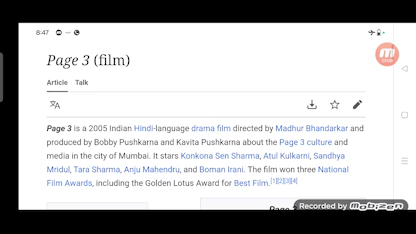 8:47
Page 3 (film)
Article Talk
Page 3 is a 2005 Indian Hindi-language drama film directed by Madhur Bhandarkar and
produced by Bobby Pushkarna and Kavita Pushkarna about the Page 3 culture and
media in the city of Mumbai. It stars Konkona Sen Sharma, Atul Kulkarni, Sandhya
Mridul, Tara Sharma, Anju Mahendru, and Boman Irani. The film won three National
Film Awards, including the Golden Lotus Award for Best Film.[1][2][3][4]
Recorded by Mobizen